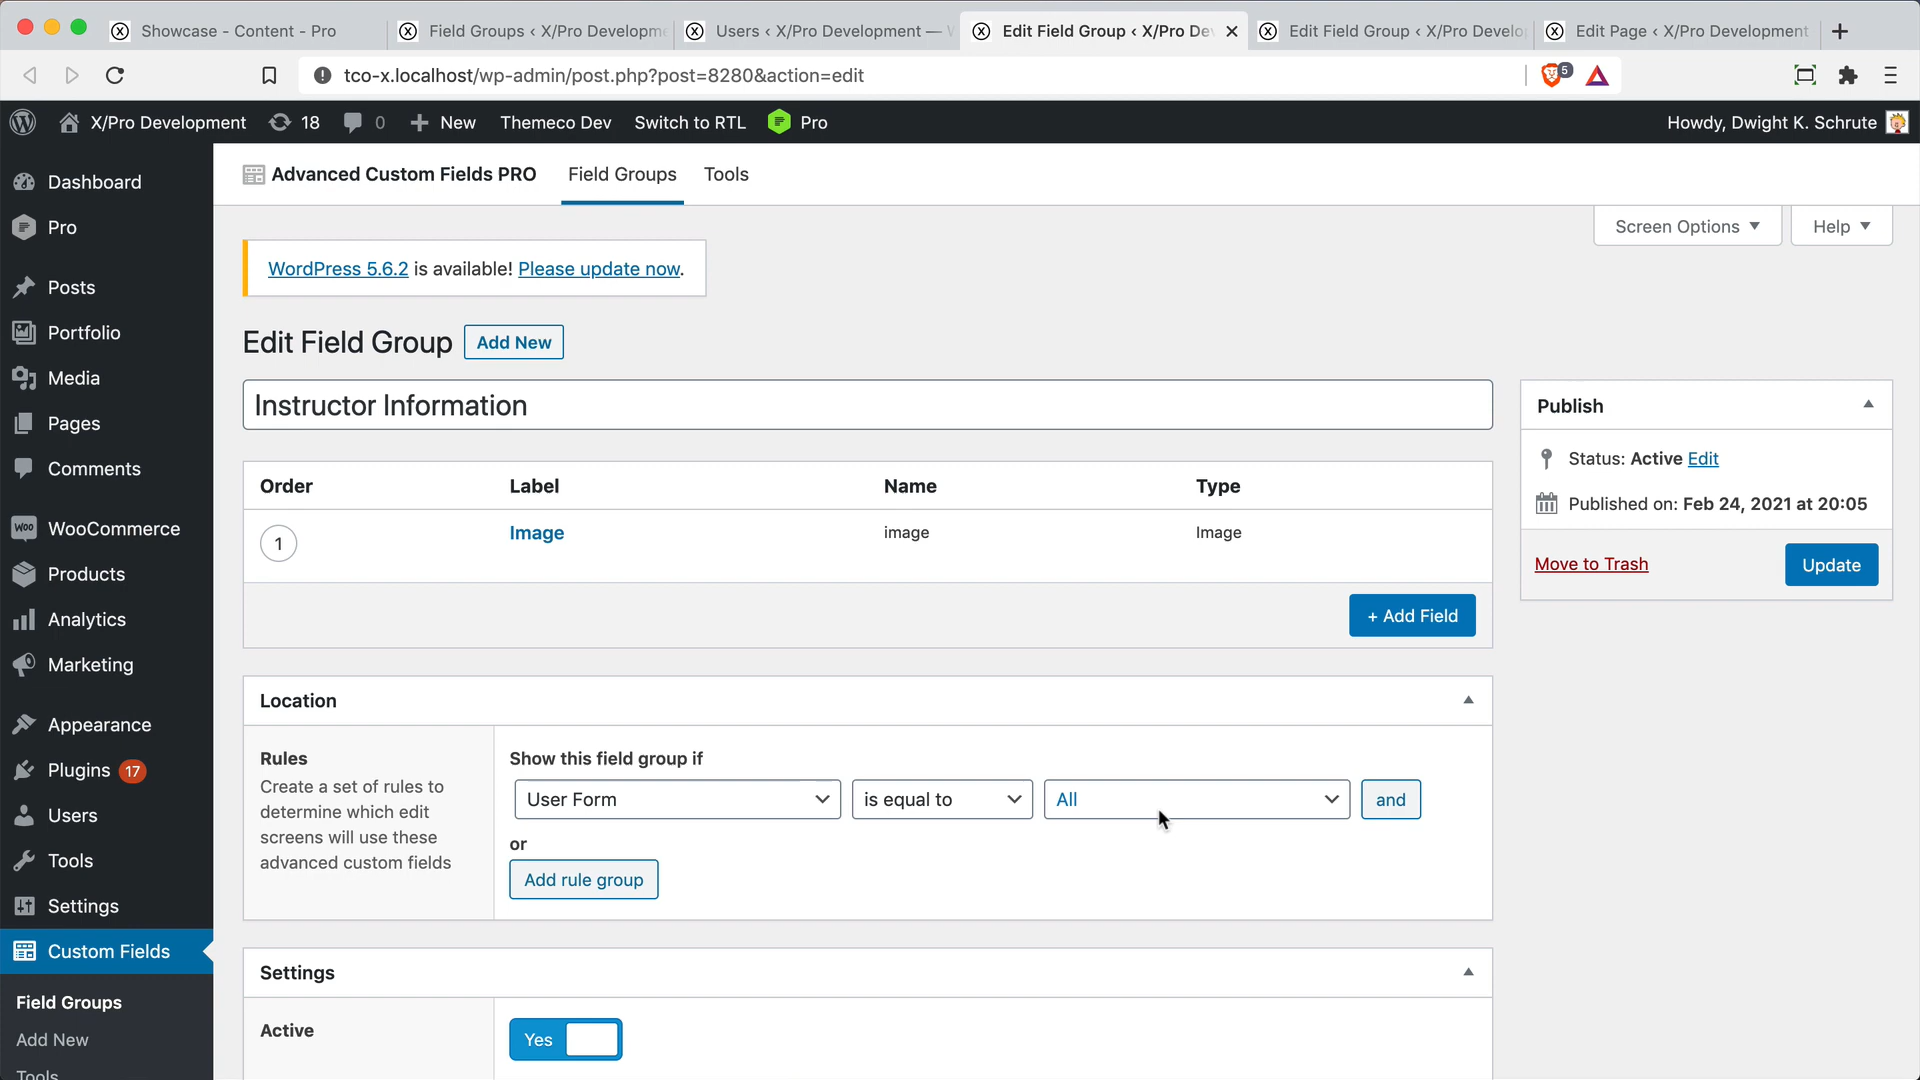 Showcase - Content - Pro
Field Groups ‹ X/Pro Developm
Users ‹ X/Pro Development —
Edit Field Group ‹ X/Pro De
Edit Field Group ‹ X/Pro Develo
Edit Page ‹ X/Pro Development
tco-x.localhost/wp-admin/post.php?post=8280&action=edit
5
X/Pro Development
18
0
New
Themeco Dev
Switch to RTL
Pro
Howdy, Dwight K. Schrute
Advanced Custom Fields PRO
Field Groups
Tools
Screen Options
Help
WordPress 5.6.2 is available! Please update now.
Edit Field Group
Add New
Instructor Information
Order
Label
Name
Type
1
Image
image
Image
+ Add Field
Location
Rules
Create a set of rules to
determine which edit
screens will use these
advanced custom fields
Show this field group if
User Form
is equal to
All
and
or
Add rule group
Settings
Active
Yes
Publish
Status: Active Edit
Published on: Feb 24, 2021 at 20:05
Move to Trash
Update
Dashboard
Pro
Posts
Portfolio
Media
Pages
Comments
Woo
WooCommerce
Products
Analytics
Marketing
Appearance
Plugins 17
Users
Tools
Settings
Custom Fields
Field Groups
Add New
Tools